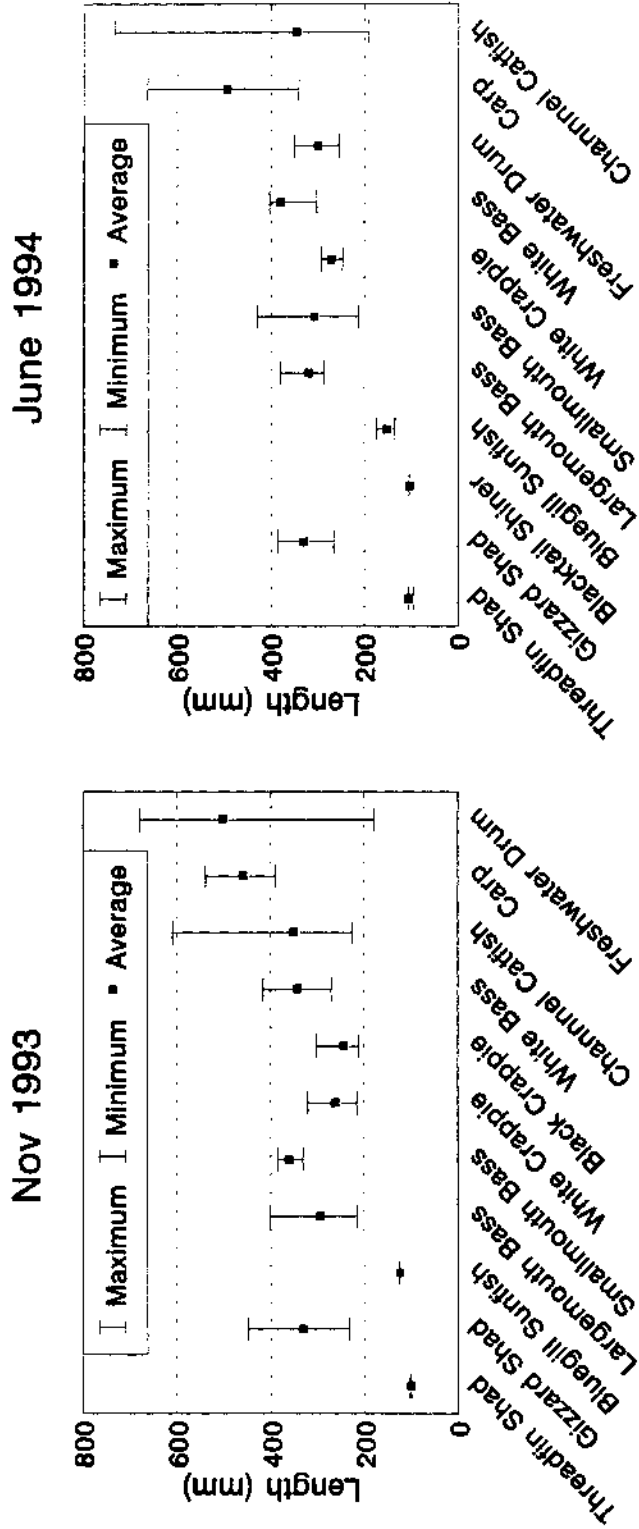 Nov 1993
Maximum Minimum Average
Length (mm)
800
600
400
200
0
Threadfin Shad
Gizzard Shad
Bluegill Sunfish
Largemouth Bass
Smallmouth Bass
White Crappie
Black Crappie
White Bass
Channnel Catfish
Carp
Freshwater Drum
June 1994
Maximum Minimum Average
Length (mm)
800
600
400
200
0
Threadfin Shad
Gizzard Shad
Blacktail Shiner
Bluegill Sunfish
Largemouth Bass
Smallmouth Bass
White Crappie
White Bass
Freshwater Drum
Carp
Channnel Catfish